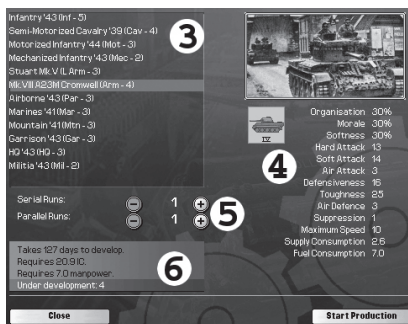 Infantry '43 (Inf - 5)
Semi-Motorized Cavalry '39 (Cav - 4)
Motorized Infantry '44 (Mot - 3)
Mechanized Infantry '43 (Mec - 2)
Stuart Mk.V (L Arm - 3)
Mk.VIII A23M Cromwell (Arm - 4)
Airborne '43 (Par - 3)
Marines '41 (Mar - 3)
Mountain '41 (Mtn - 3)
Garrison '43 (Gar - 3)
HQ '43 (HQ - 3)
Militia '43 (Mil - 2)
3
IV
4
Organisation 30%
Morale 30%
Softness 30%
Hard Attack 13
Soft Attack 14
Air Attack 3
Defensiveness 16
Toughness 25
Air Defence 3
Suppression 1
Maximum Speed 10
Supply Consumption 2.6
Fuel Consumption 7.0
Serial Runs: 1
Parallel Runs: 1
5
Takes 127 days to develop.
Requires 20.9 IC.
Requires 7.0 manpower.
Under development: 4
6
Close
Start Production